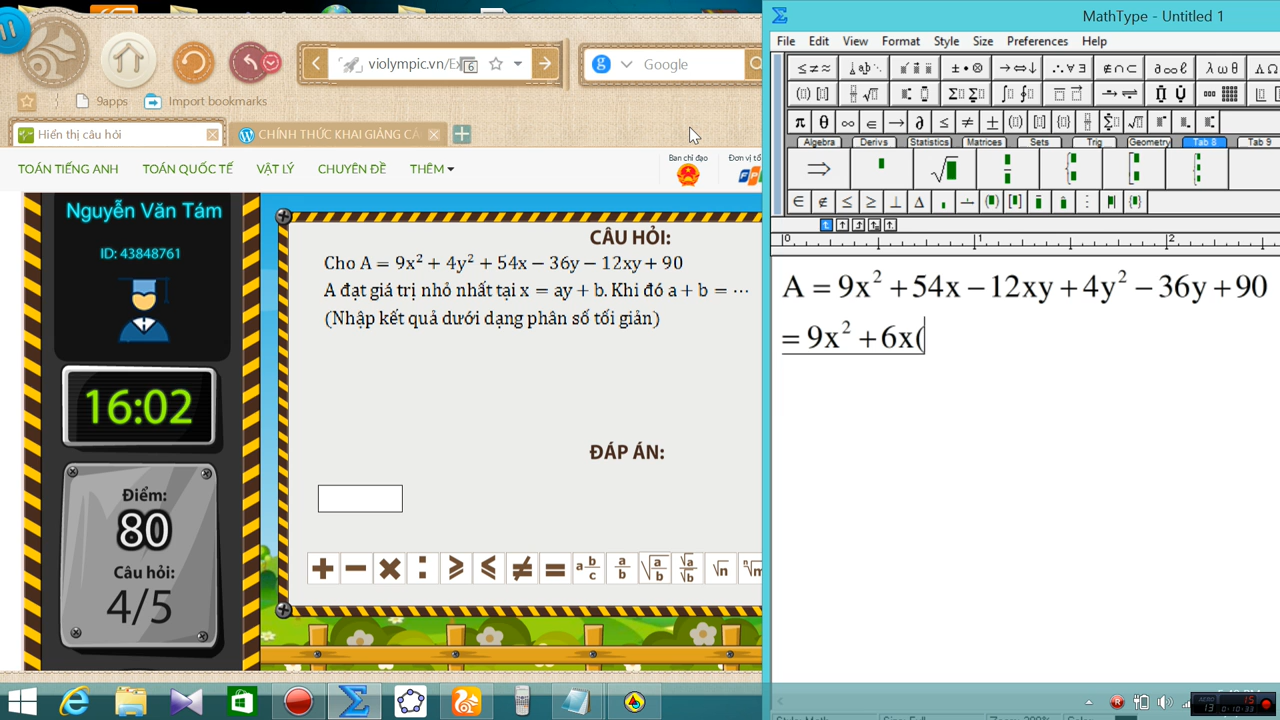 violympic.vn/Ex
Google
9apps
Import bookmarks
Hiển thị câu hỏi
CHÍNH THỨC KHAI GIẢNG CÁ
TOÁN TIẾNG ANH
TOÁN QUỐC TẾ
VẬT LÝ
CHUYÊN ĐỀ
THÊM
Ban chỉ đạo
Đơn vị tổ
Nguyễn Văn Tám
ID: 43848761
16:02
Điểm:
80
Câu hỏi:
4/5
CÂU HỎI:
Cho A = 9x² + 4y² + 54x − 36y − 12xy + 90
A đạt giá trị nhỏ nhất tại x = ay + b. Khi đó a + b = ⋯
(Nhập kết quả dưới dạng phân số tối giản)
ĐÁP ÁN:
MathType - Untitled 1
File Edit View Format Style Size Preferences Help
Algebra Derivs Statistics Matrices Sets Trig Geometry Tab 8 Tab 9
0 1 2
A = 9x² + 54x − 12xy + 4y² − 36y + 90
= 9x² + 6x(